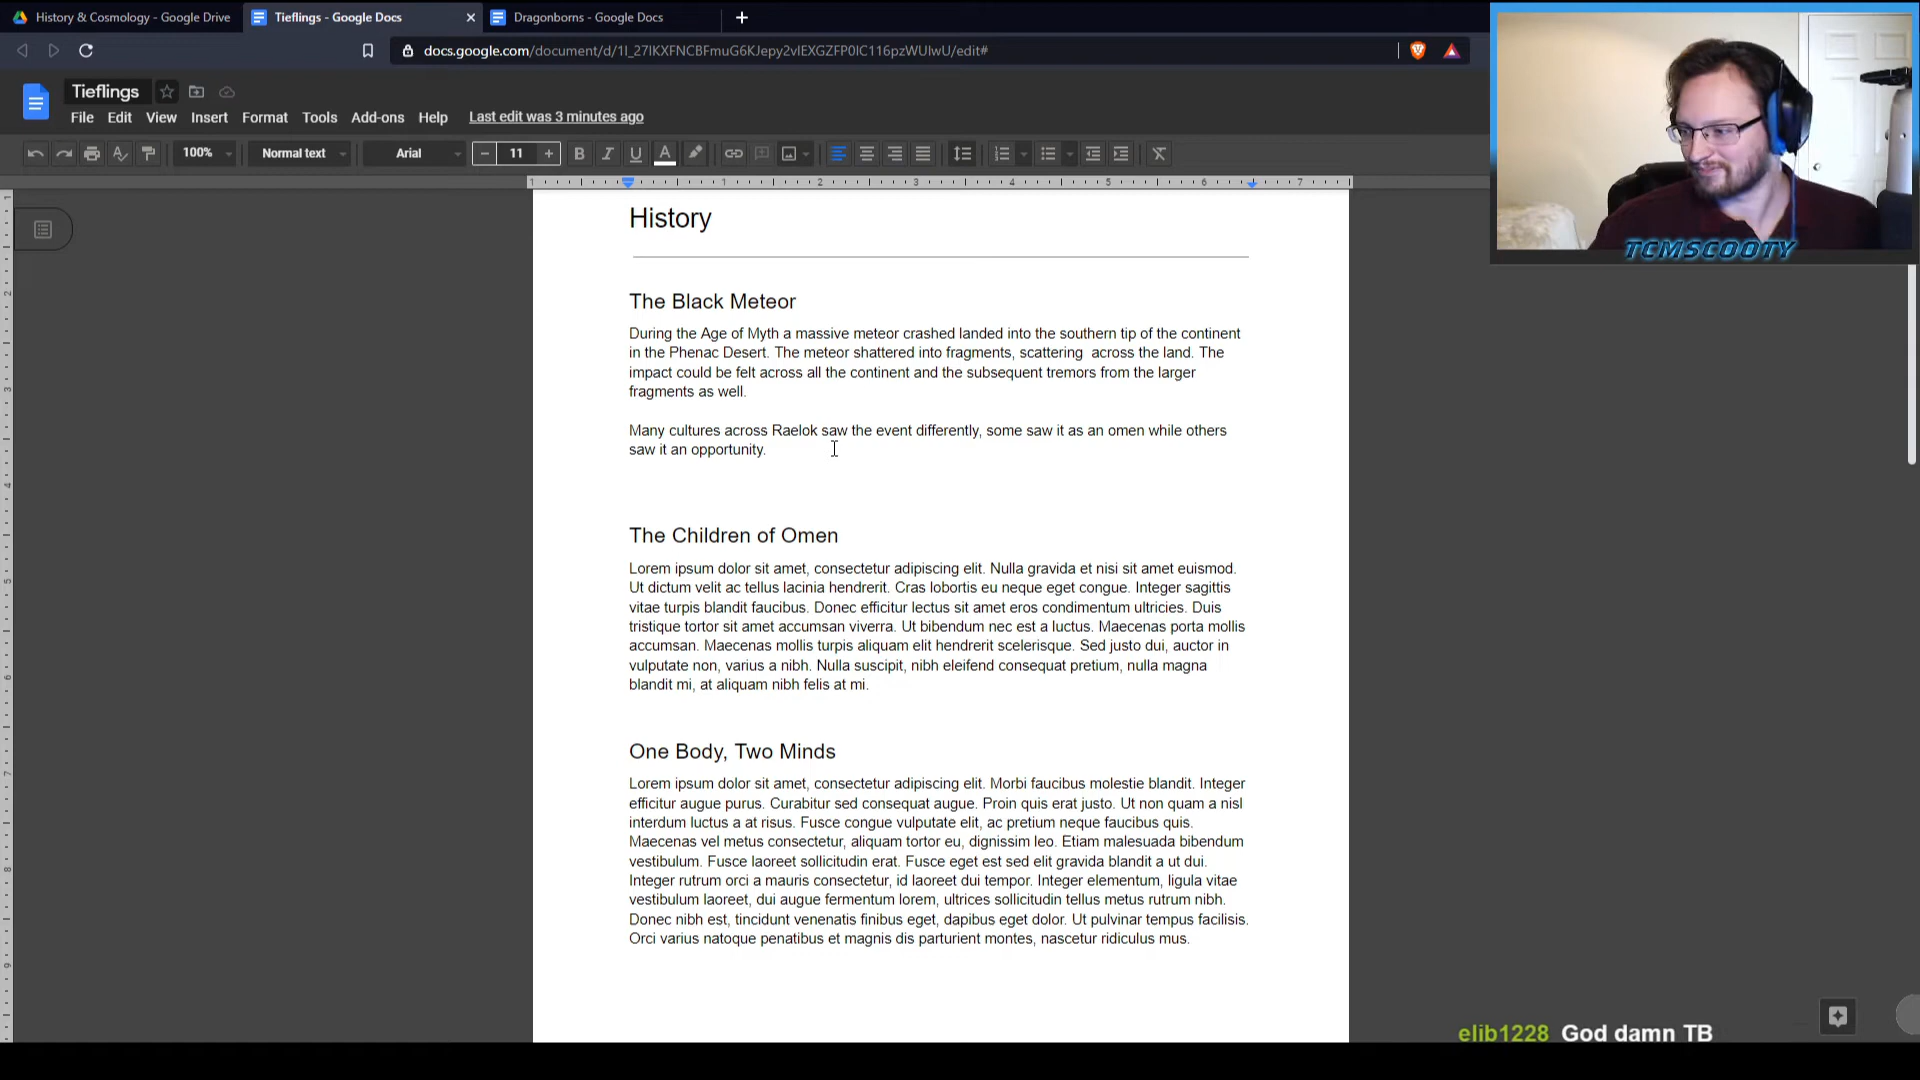 History & Cosmology - Google Drive
Tieflings - Google Docs
Dragonborns - Google Docs
Tieflings
File Edit View Insert Format Tools Add-ons Help Last edit was 3 minutes ago
100% Normal text Arial 11
TCMSCOOTY
History
The Black Meteor
During the Age of Myth a massive meteor crashed landed into the southern tip of the continent
in the Phenac Desert. The meteor shattered into fragments, scattering  across the land. The
impact could be felt across all the continent and the subsequent tremors from the larger
fragments as well.
Many cultures across Raelok saw the event differently, some saw it as an omen while others
saw it an opportunity.
The Children of Omen
Lorem ipsum dolor sit amet, consectetur adipiscing elit. Nulla gravida et nisi sit amet euismod.
Ut dictum velit ac tellus lacinia hendrerit. Cras lobortis eu neque eget congue. Integer sagittis
vitae turpis blandit faucibus. Donec efficitur lectus sit amet eros condimentum ultricies. Duis
tristique tortor sit amet accumsan viverra. Ut bibendum nec est a luctus. Maecenas porta mollis
accumsan. Maecenas mollis turpis aliquam elit hendrerit scelerisque. Sed justo dui, auctor in
vulputate non, varius a nibh. Nulla suscipit, nibh eleifend consequat pretium, nulla magna
blandit mi, at aliquam nibh felis at mi.
One Body, Two Minds
Lorem ipsum dolor sit amet, consectetur adipiscing elit. Morbi faucibus molestie blandit. Integer
efficitur augue purus. Curabitur sed consequat augue. Proin quis erat justo. Ut non quam a nisl
interdum luctus a at risus. Fusce congue vulputate elit, ac pretium neque faucibus quis.
Maecenas vel metus consectetur, aliquam tortor eu, dignissim leo. Etiam malesuada bibendum
vestibulum. Fusce laoreet sollicitudin erat. Fusce eget est sed elit gravida blandit a ut dui.
Integer rutrum orci a mauris consectetur, id laoreet dui tempor. Integer elementum, ligula vitae
vestibulum laoreet, dui augue fermentum lorem, ultrices sollicitudin tellus metus rutrum nibh.
Donec nibh est, tincidunt venenatis finibus eget, dapibus eget dolor. Ut pulvinar tempus facilisis.
Orci varius natoque penatibus et magnis dis parturient montes, nascetur ridiculus mus.
elib1228 God damn TB